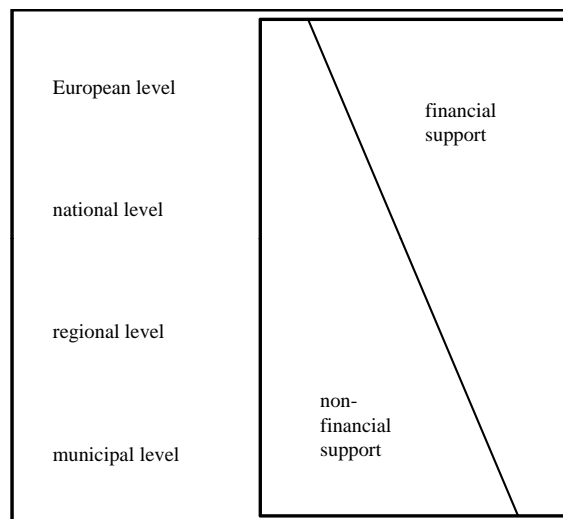 European level
financial
support
national level
regional level
non-
financial
support
municipal level